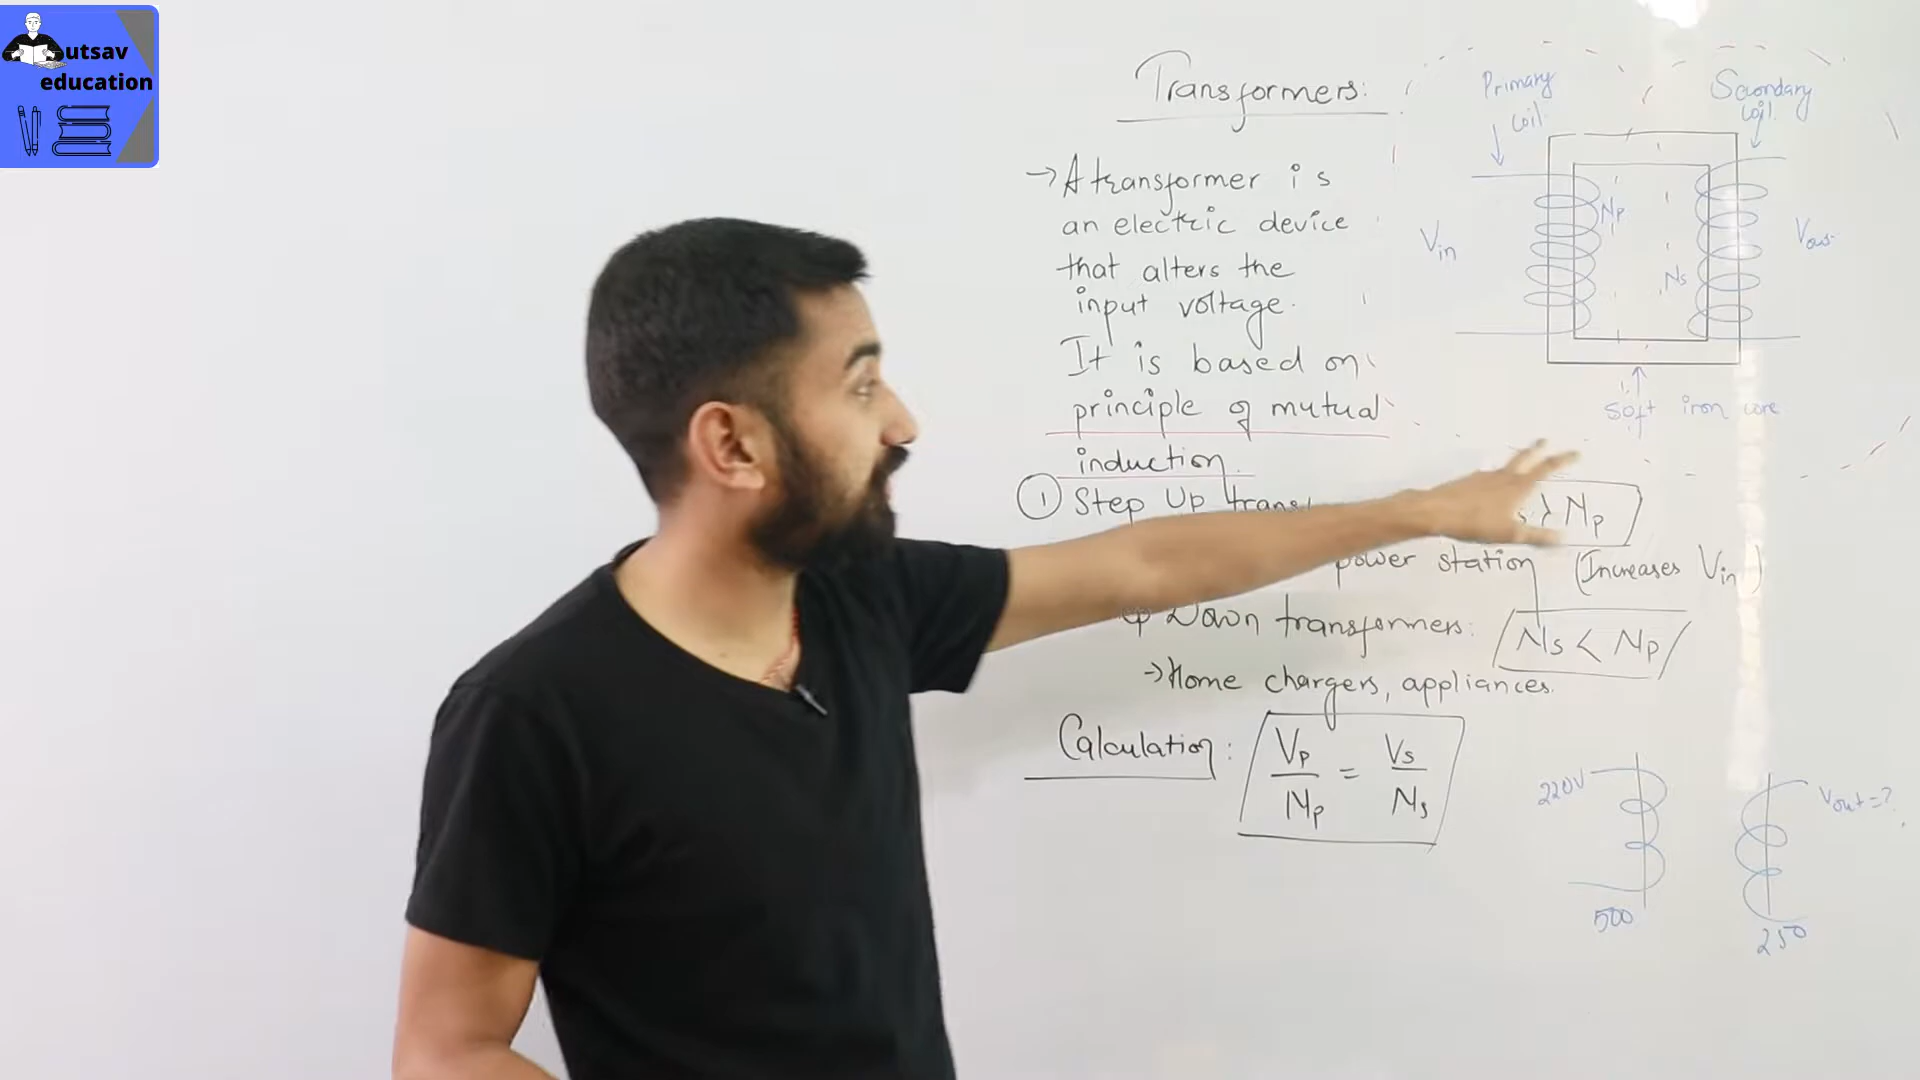 utsav
education
Transformers:
→ A transformer is
an electric device
that alters the
input voltage.
It is based on
principle of mutual
induction.
① Step Up trans
> Np
power station (Increases Vin)
Down transformers: Ns < Np
→ Home chargers, appliances.
Calculation: Vp/Np = Vs/Ns
Primary
coil
Secondary
coil
Vin
Np
Ns
Vout
Soft iron core
220V
Vout=?
500
250